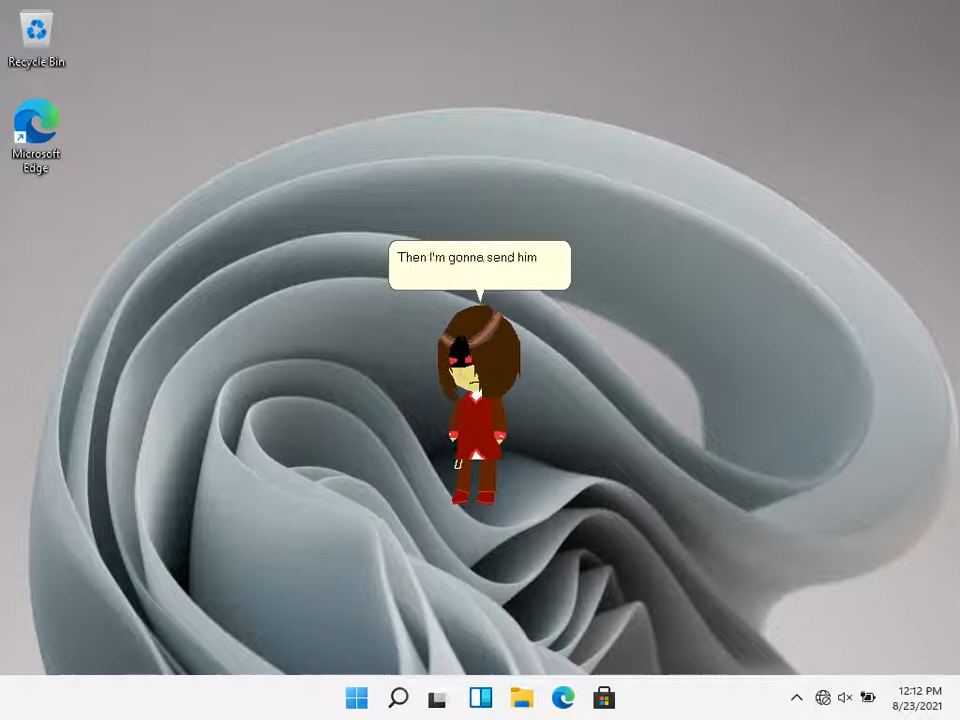 Recycle Bin
Microsoft
Edge
Then I'm gonna send him
12:12 PM
8/23/2021